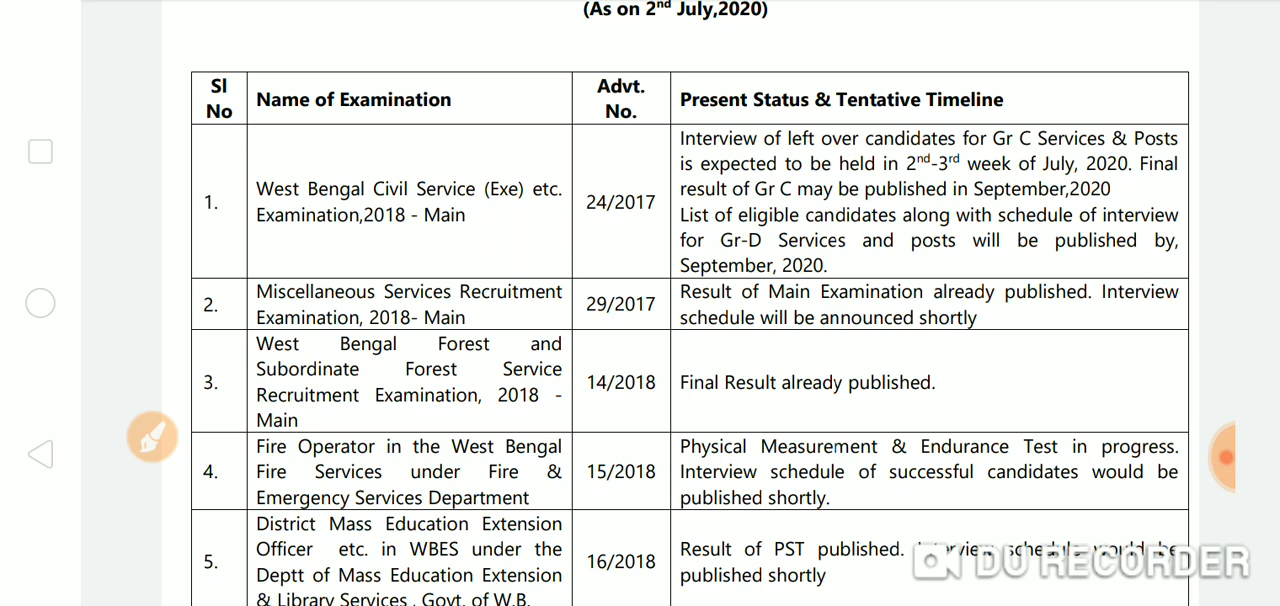 (As on 2nd July,2020)
Sl No
Name of Examination
Advt. No.
Present Status & Tentative Timeline
1.
West Bengal Civil Service (Exe) etc.
Examination,2018 - Main
24/2017
Interview of left over candidates for Gr C Services & Posts
is expected to be held in 2nd-3rd week of July, 2020. Final
result of Gr C may be published in September,2020
List of eligible candidates along with schedule of interview
for Gr-D Services and posts will be published by,
September, 2020.
2.
Miscellaneous Services Recruitment
Examination, 2018- Main
29/2017
Result of Main Examination already published. Interview
schedule will be announced shortly
3.
West Bengal Forest and
Subordinate Forest Service
Recruitment Examination, 2018 -
Main
14/2018
Final Result already published.
4.
Fire Operator in the West Bengal
Fire Services under Fire &
Emergency Services Department
15/2018
Physical Measurement & Endurance Test in progress.
Interview schedule of successful candidates would be
published shortly.
5.
District Mass Education Extension
Officer etc. in WBES under the
Deptt of Mass Education Extension
& Library Services , Govt. of W.B.
16/2018
Result of PST published. Interview schedule would be
published shortly
DU RECORDER